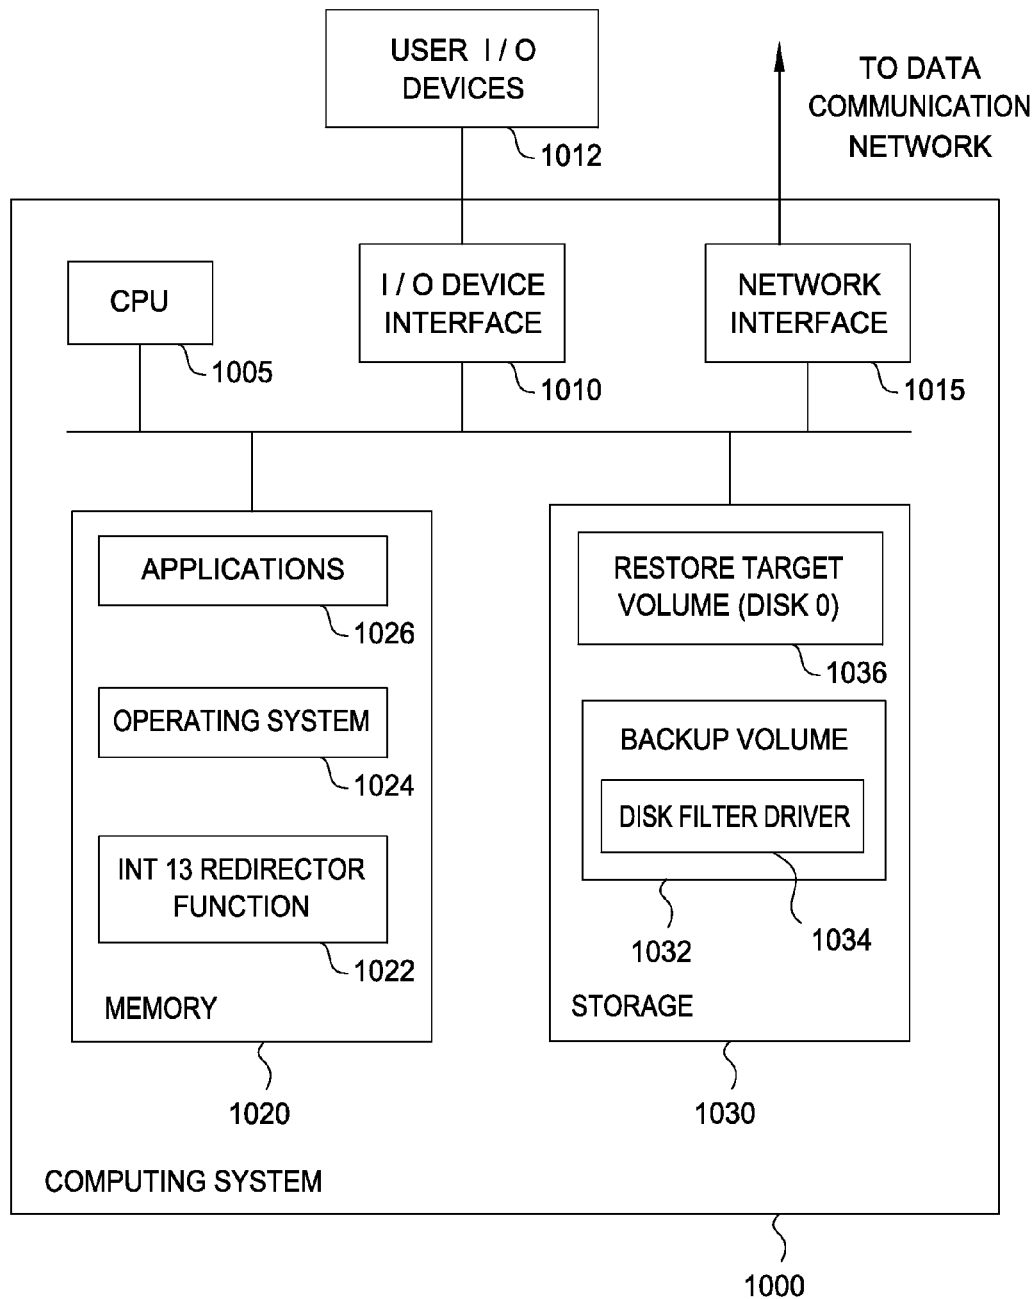 USER I / O
DEVICES
1012
TO DATA
COMMUNICATION
NETWORK
CPU
1005
I / O DEVICE
INTERFACE
1010
NETWORK
INTERFACE
1015
APPLICATIONS
1026
OPERATING SYSTEM
1024
INT 13 REDIRECTOR
FUNCTION
1022
MEMORY
1020
RESTORE TARGET
VOLUME (DISK 0)
1036
BACKUP VOLUME
DISK FILTER DRIVER
1032
1034
STORAGE
1030
COMPUTING SYSTEM
1000